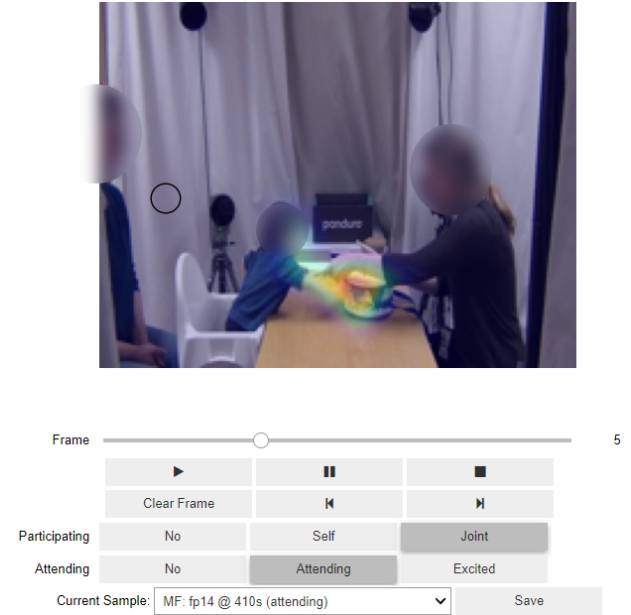 panduro
Frame 5
Clear Frame
Participating No Self Joint
Attending No Attending Excited
Current Sample: MF: fp14 @ 410s (attending) Save